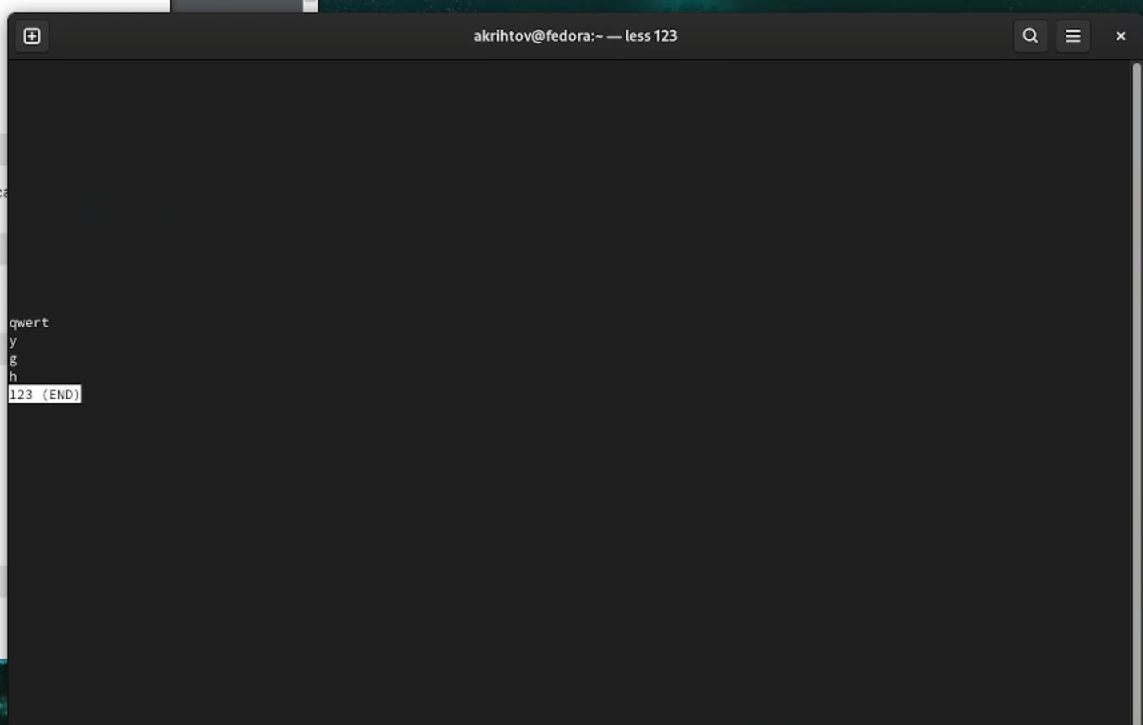 akrihtov@fedora:~ — less 123
qwert
y
g
h
123 (END)